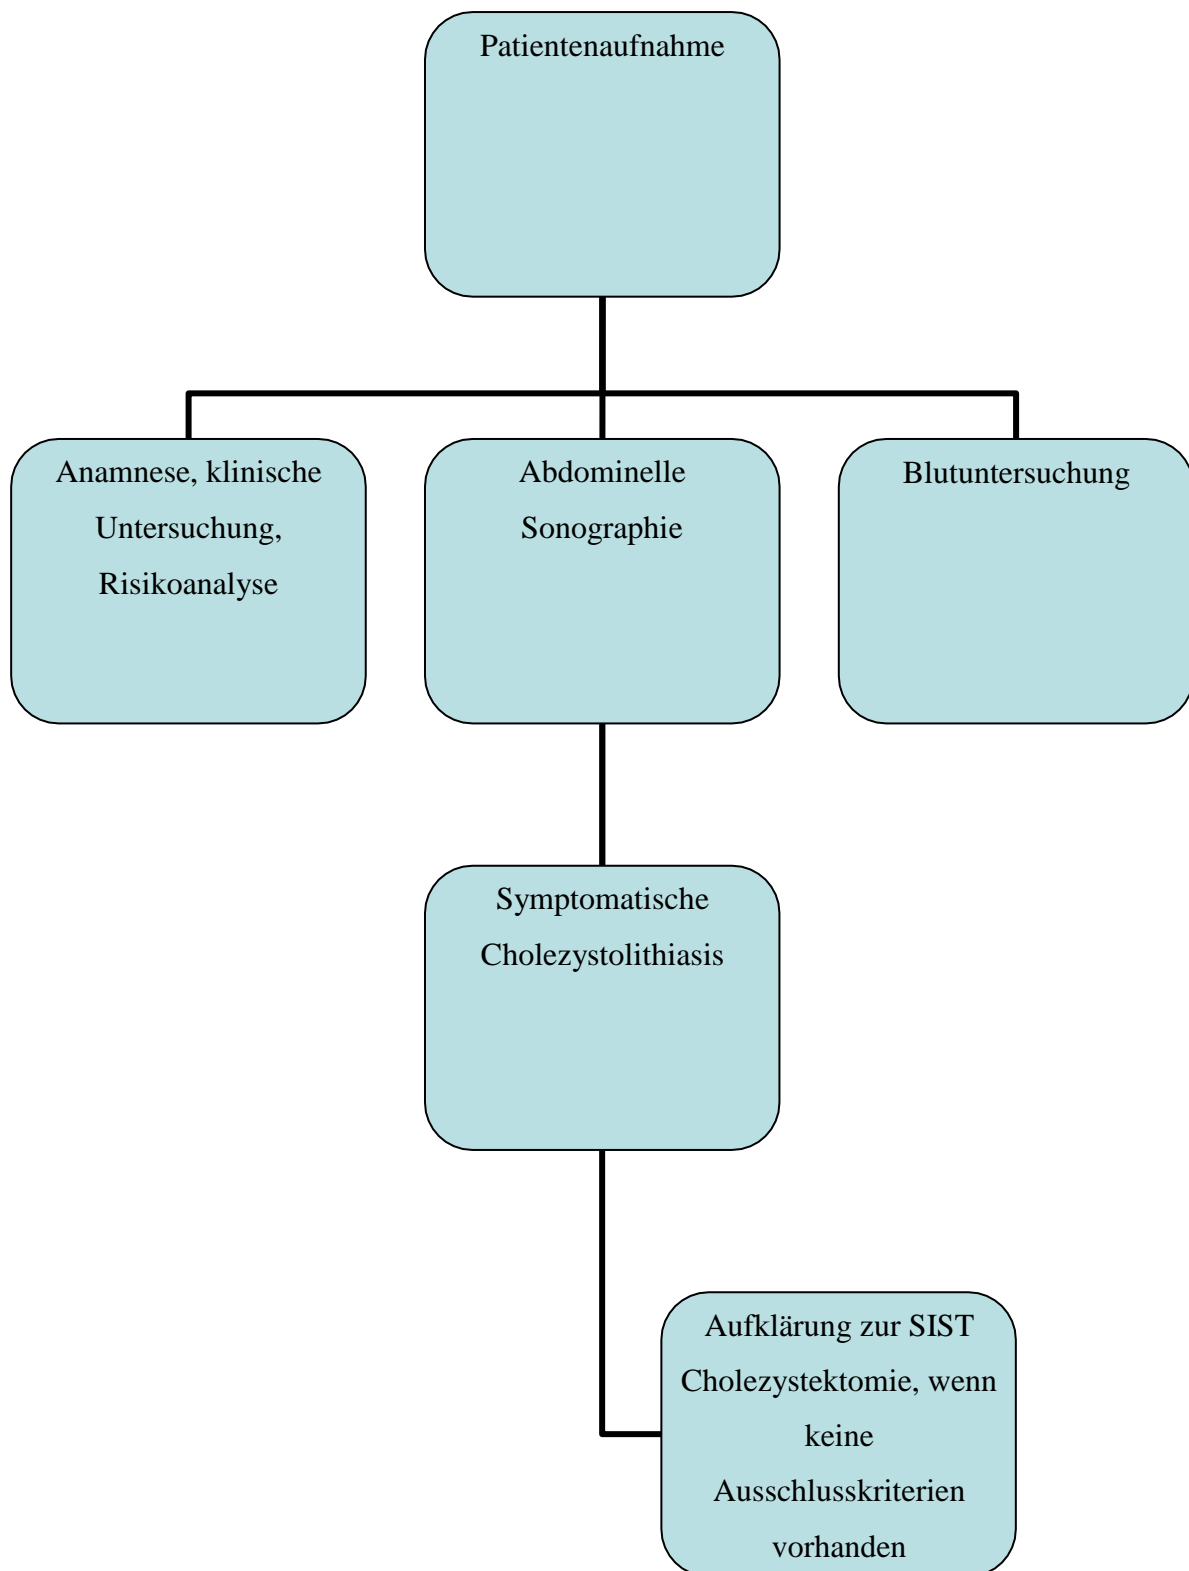 Patientenaufnahme
Anamnese, klinische
Untersuchung,
Risikoanalyse
Abdominelle
Sonographie
Blutuntersuchung
Symptomatische
Cholezystolithiasis
Aufklärung zur SIST
Cholezystektomie, wenn
keine
Ausschlusskriterien
vorhanden